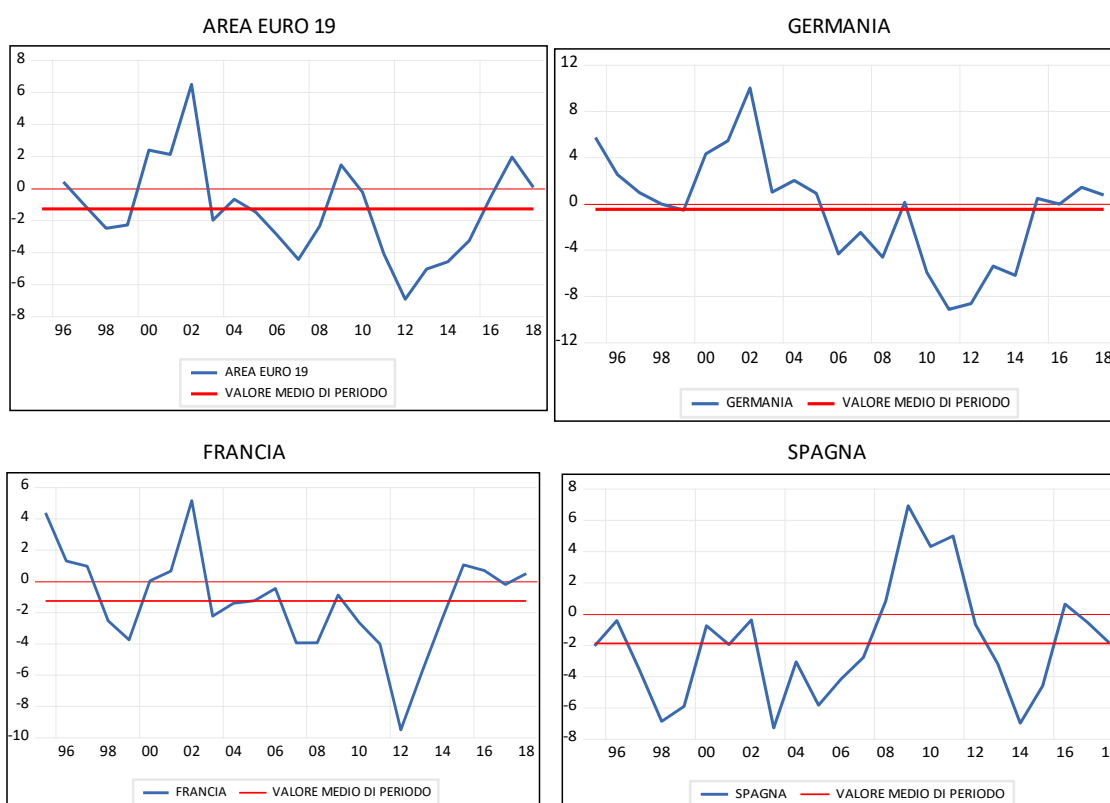 AREA EURO 19
8
6
4
2
0
-2
-4
-6
-8
96 98 00 02 04 06 08 10 12 14 16 18
AREA EURO 19
VALORE MEDIO DI PERIODO
GERMANIA
12
8
4
0
-4
-8
-12
96 98 00 02 04 06 08 10 12 14 16 18
GERMANIA VALORE MEDIO DI PERIODO
FRANCIA
6
4
2
0
-2
-4
-6
-8
-10
96 98 00 02 04 06 08 10 12 14 16 18
FRANCIA VALORE MEDIO DI PERIODO
SPAGNA
8
6
4
2
0
-2
-4
-6
-8
96 98 00 02 04 06 08 10 12 14 16 1
SPAGNA VALORE MEDIO DI PERIODO